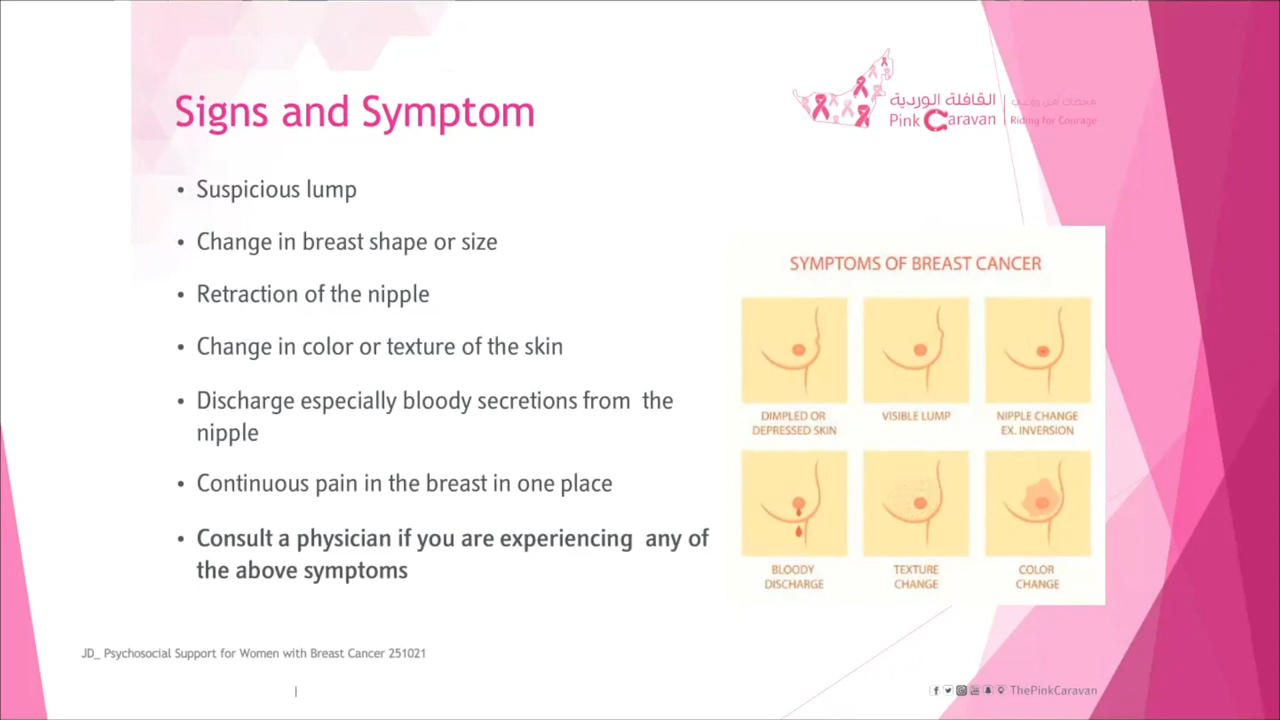 Signs and Symptom
القافلة الوردية
Pink Caravan
Riding for Courage
• Suspicious lump
• Change in breast shape or size
• Retraction of the nipple
• Change in color or texture of the skin
• Discharge especially bloody secretions from the
nipple
• Continuous pain in the breast in one place
• Consult a physician if you are experiencing any of
the above symptoms
SYMPTOMS OF BREAST CANCER
DIMPLED OR
DEPRESSED SKIN
VISIBLE LUMP
NIPPLE CHANGE
EX. INVERSION
BLOODY
DISCHARGE
TEXTURE
CHANGE
COLOR
CHANGE
JD_ Psychosocial Support for Women with Breast Cancer 251021
ThePinkCaravan